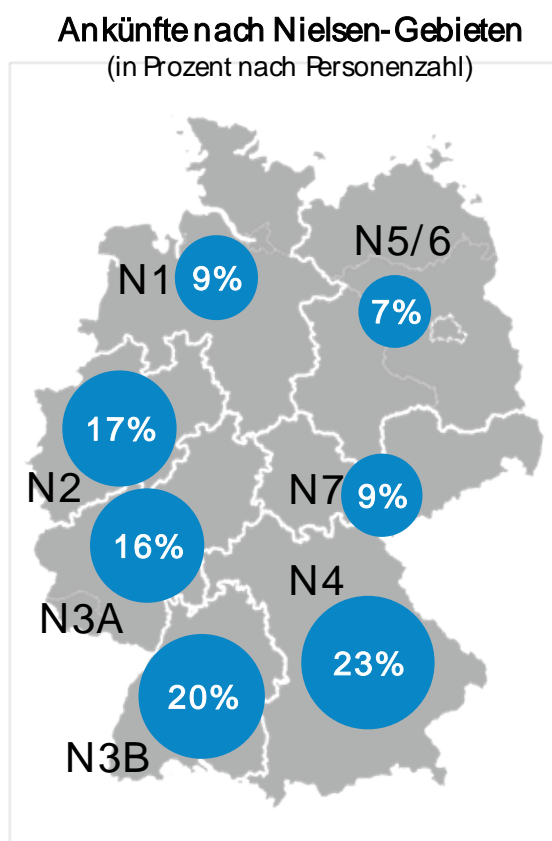 Ankünfte nach Nielsen-Gebieten
(in Prozent nach Personenzahl)
N5/6
N1
9%
7%
17%
N2
N7
9%
16%
N4
N3A
23%
20%
N3B